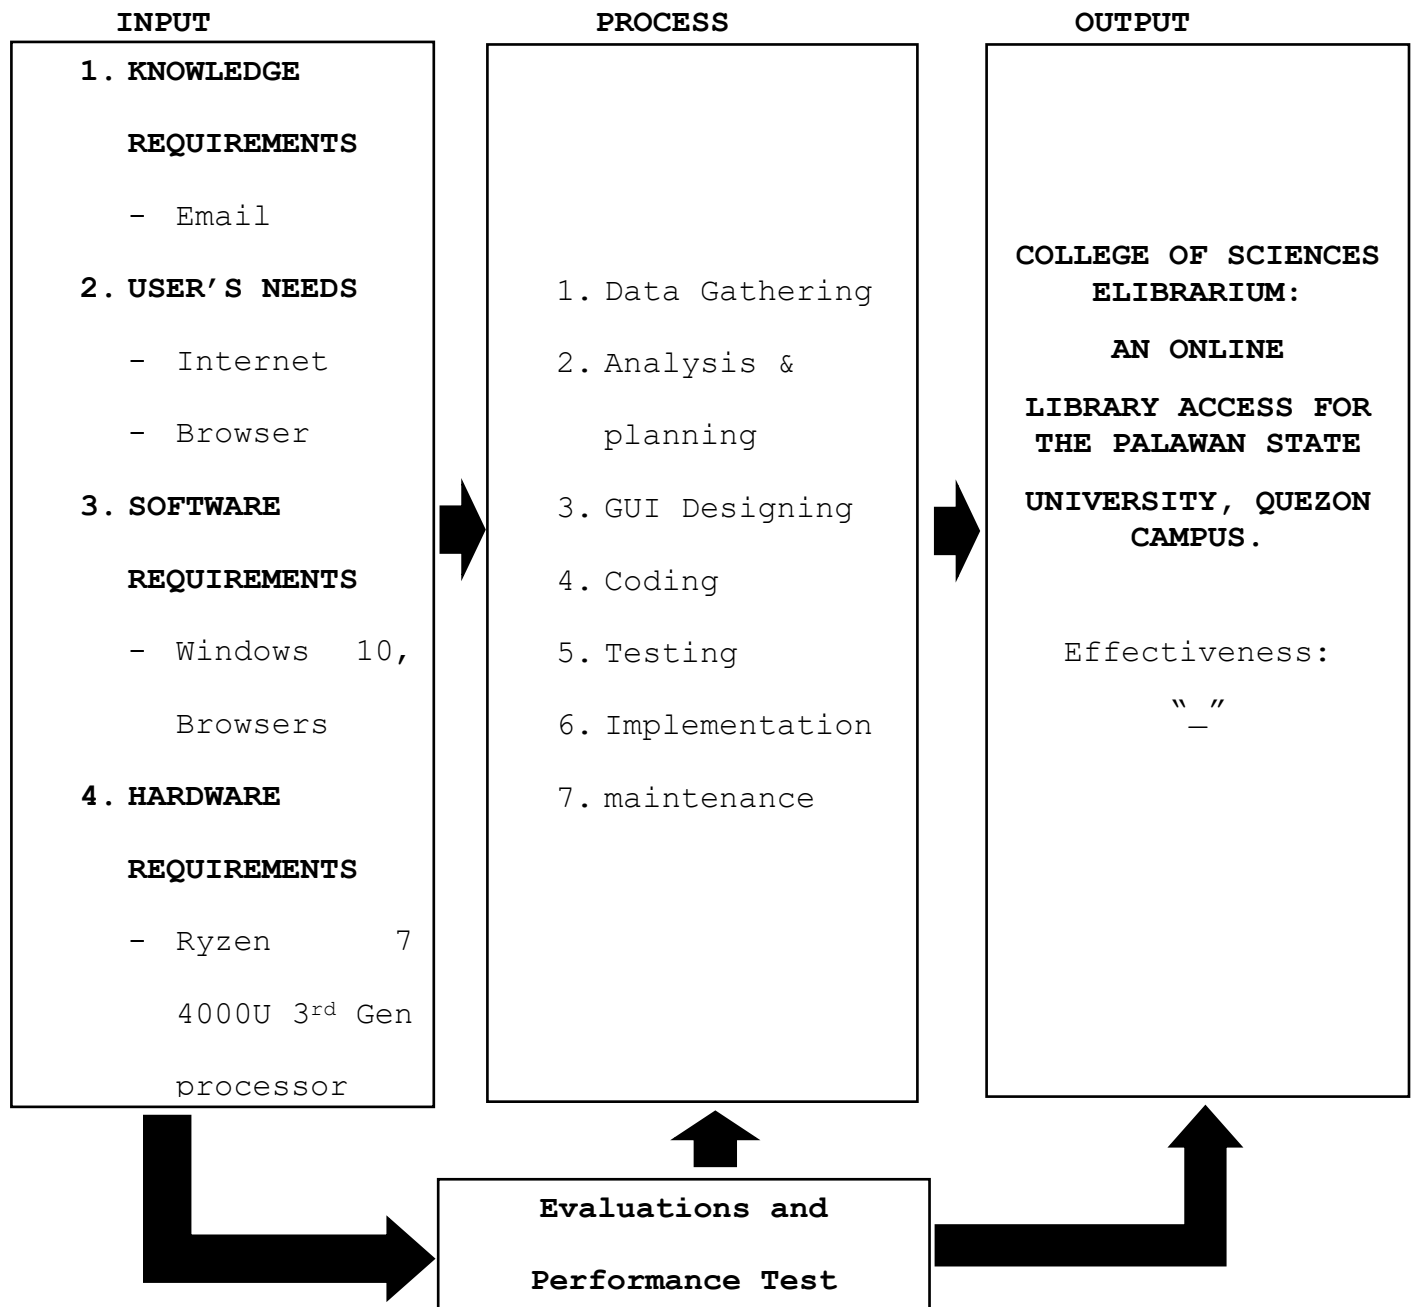 INPUT
1. KNOWLEDGE
REQUIREMENTS
- Email
2. USER’S NEEDS
- Internet
- Browser
3. SOFTWARE
REQUIREMENTS
- Windows 10,
Browsers
4. HARDWARE
REQUIREMENTS
- Ryzen 7
4000U 3rd Gen
processor
PROCESS
1. Data Gathering
2. Analysis &
planning
3. GUI Designing
4. Coding
5. Testing
6. Implementation
7. maintenance
OUTPUT
COLLEGE OF SCIENCES
ELIBRARIUM:
AN ONLINE
LIBRARY ACCESS FOR
THE PALAWAN STATE
UNIVERSITY, QUEZON
CAMPUS.
Effectiveness:
“_”
Evaluations and
Performance Test